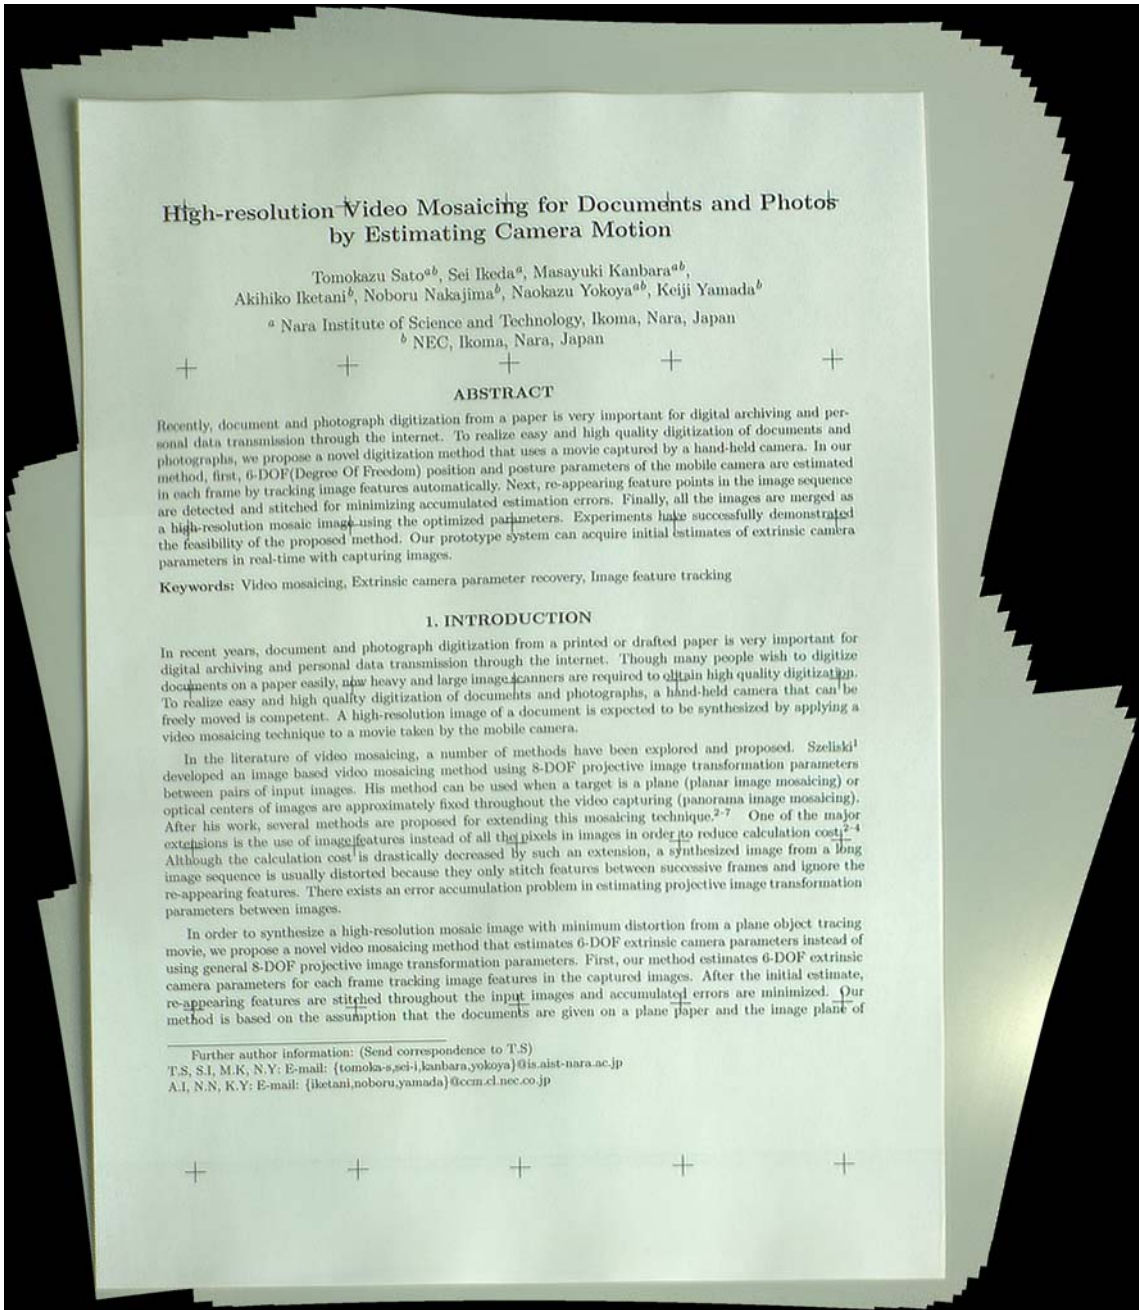 High-resolution Video Mosaicing for Documents and Photos
by Estimating Camera Motion
Tomokazu Satoᵃᵇ, Sei Ikedaᵃ, Masayuki Kanbaraᵃᵇ,
Akihiko Iketaniᵇ, Noboru Nakajimaᵇ, Naokazu Yokoyaᵃᵇ, Keiji Yamadaᵇ
ᵃ Nara Institute of Science and Technology, Ikoma, Nara, Japan
ᵇ NEC, Ikoma, Nara, Japan
ABSTRACT
Recently, document and photograph digitization from a paper is very important for digital archiving and per-
sonal data transmission through the internet. To realize easy and high quality digitization of documents and
photographs, we propose a novel digitization method that uses a movie captured by a hand-held camera. In our
method, first, 6-DOF(Degree Of Freedom) position and posture parameters of the mobile camera are estimated
in each frame by tracking image features automatically. Next, re-appearing feature points in the image sequence
are detected and stitched for minimizing accumulated estimation errors. Finally, all the images are merged as
a high-resolution mosaic image using the optimized parameters. Experiments have successfully demonstrated
the feasibility of the proposed method. Our prototype system can acquire initial estimates of extrinsic camera
parameters in real-time with capturing images.
Keywords: Video mosaicing, Extrinsic camera parameter recovery, Image feature tracking
1. INTRODUCTION
In recent years, document and photograph digitization from a printed or drafted paper is very important for
digital archiving and personal data transmission through the internet. Though many people wish to digitize
documents on a paper easily, now heavy and large image scanners are required to obtain high quality digitization.
To realize easy and high quality digitization of documents and photographs, a hand-held camera that can be
freely moved is competent. A high-resolution image of a document is expected to be synthesized by applying a
video mosaicing technique to a movie taken by the mobile camera.
In the literature of video mosaicing, a number of methods have been explored and proposed. Szeliski¹
developed an image based video mosaicing method using 8-DOF projective image transformation parameters
between pairs of input images. His method can be used when a target is a plane (planar image mosaicing) or
optical centers of images are approximately fixed throughout the video capturing (panorama image mosaicing).
After his work, several methods are proposed for extending this mosaicing technique.²⁻⁷ One of the major
extensions is the use of image features instead of all the pixels in images in order to reduce calculation cost.²⁻⁴
Although the calculation cost is drastically decreased by such an extension, a synthesized image from a long
image sequence is usually distorted because they only stitch features between successive frames and ignore the
re-appearing features. There exists an error accumulation problem in estimating projective image transformation
parameters between images.
In order to synthesize a high-resolution mosaic image with minimum distortion from a plane object tracing
movie, we propose a novel video mosaicing method that estimates 6-DOF extrinsic camera parameters instead of
using general 8-DOF projective image transformation parameters. First, our method estimates 6-DOF extrinsic
camera parameters for each frame tracking image features in the captured images. After the initial estimate,
re-appearing features are stitched throughout the input images and accumulated errors are minimized. Our
method is based on the assumption that the documents are given on a plane paper and the image plane of
Further author information: (Send correspondence to T.S)
T.S, S.I, M.K, N.Y: E-mail: {tomoka-s,sei-i,kanbara,yokoya}@is.aist-nara.ac.jp
A.I, N.N, K.Y: E-mail: {iketani,noboru,yamada}@ccm.cl.nec.co.jp